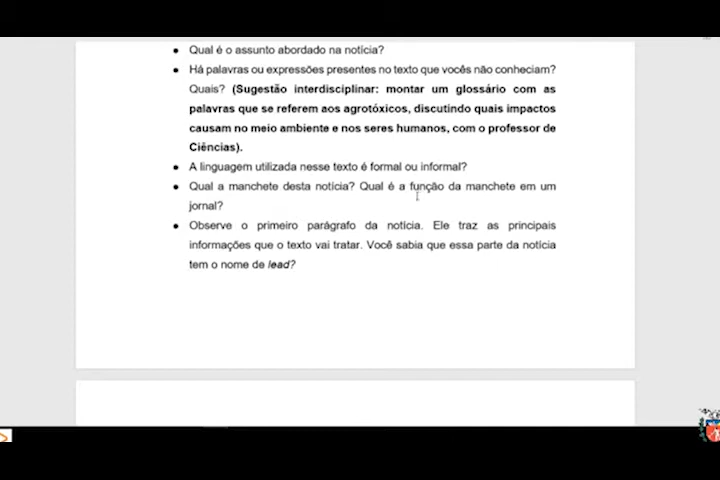 • Qual é o assunto abordado na notícia?
• Há palavras ou expressões presentes no texto que vocês não conheciam?
Quais? (Sugestão interdisciplinar: montar um glossário com as
palavras que se referem aos agrotóxicos, discutindo quais impactos
causam no meio ambiente e nos seres humanos, com o professor de
Ciências).
• A linguagem utilizada nesse texto é formal ou informal?
• Qual a manchete desta notícia? Qual é a função da manchete em um
jornal?
• Observe o primeiro parágrafo da notícia. Ele traz as principais
informações que o texto vai tratar. Você sabia que essa parte da notícia
tem o nome de lead?